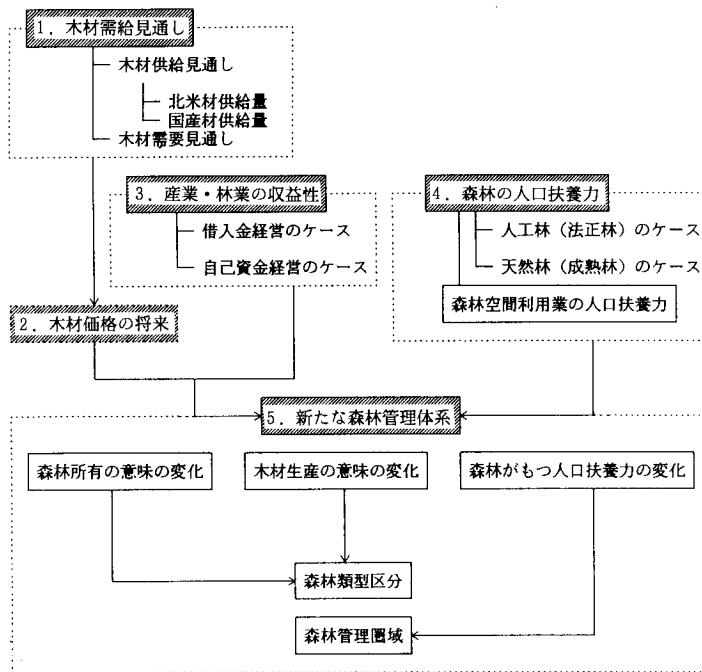 1．木材需給見通し
木材供給見通し
北米材供給量
国産材供給量
木材需要見通し
3．産業・林業の収益性
借入金経営のケース
自己資金経営のケース
4．森林の人口扶養力
人工林（法正林）のケース
天然林（成熟林）のケース
森林空間利用業の人口扶養力
2．木材価格の将来
5．新たな森林管理体系
森林所有の意味の変化
木材生産の意味の変化
森林がもつ人口扶養力の変化
森林類型区分
森林管理圏域